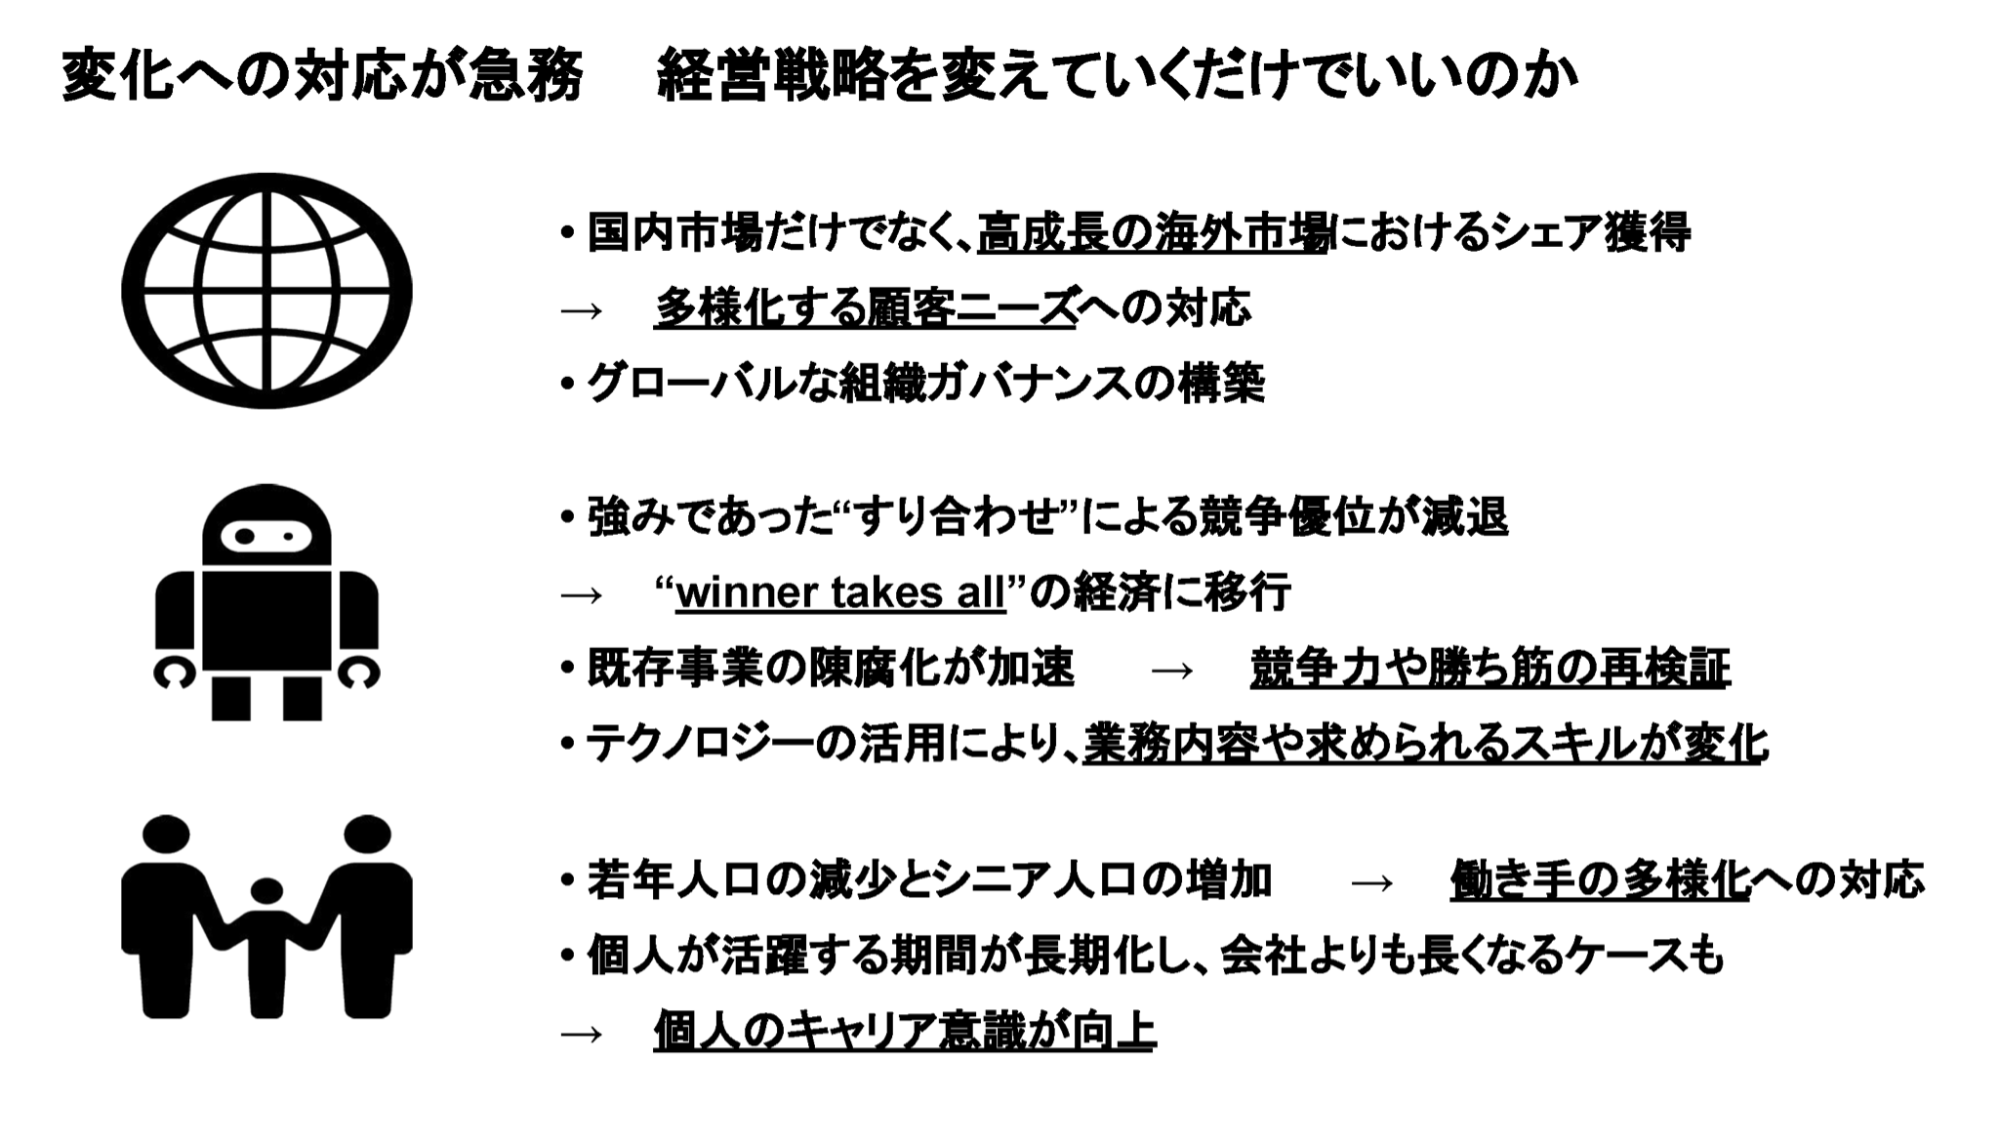 変化への対応が急務　経営戦略を変えていくだけでいいのか
• 国内市場だけでなく、高成長の海外市場におけるシェア獲得
→　多様化する顧客ニーズへの対応
• グローバルな組織ガバナンスの構築
• 強みであった“すり合わせ”による競争優位が減退
→　“winner takes all”の経済に移行
• 既存事業の陳腐化が加速　→　競争力や勝ち筋の再検証
• テクノロジーの活用により、業務内容や求められるスキルが変化
• 若年人口の減少とシニア人口の増加　→　働き手の多様化への対応
• 個人が活躍する期間が長期化し、会社よりも長くなるケースも
→　個人のキャリア意識が向上